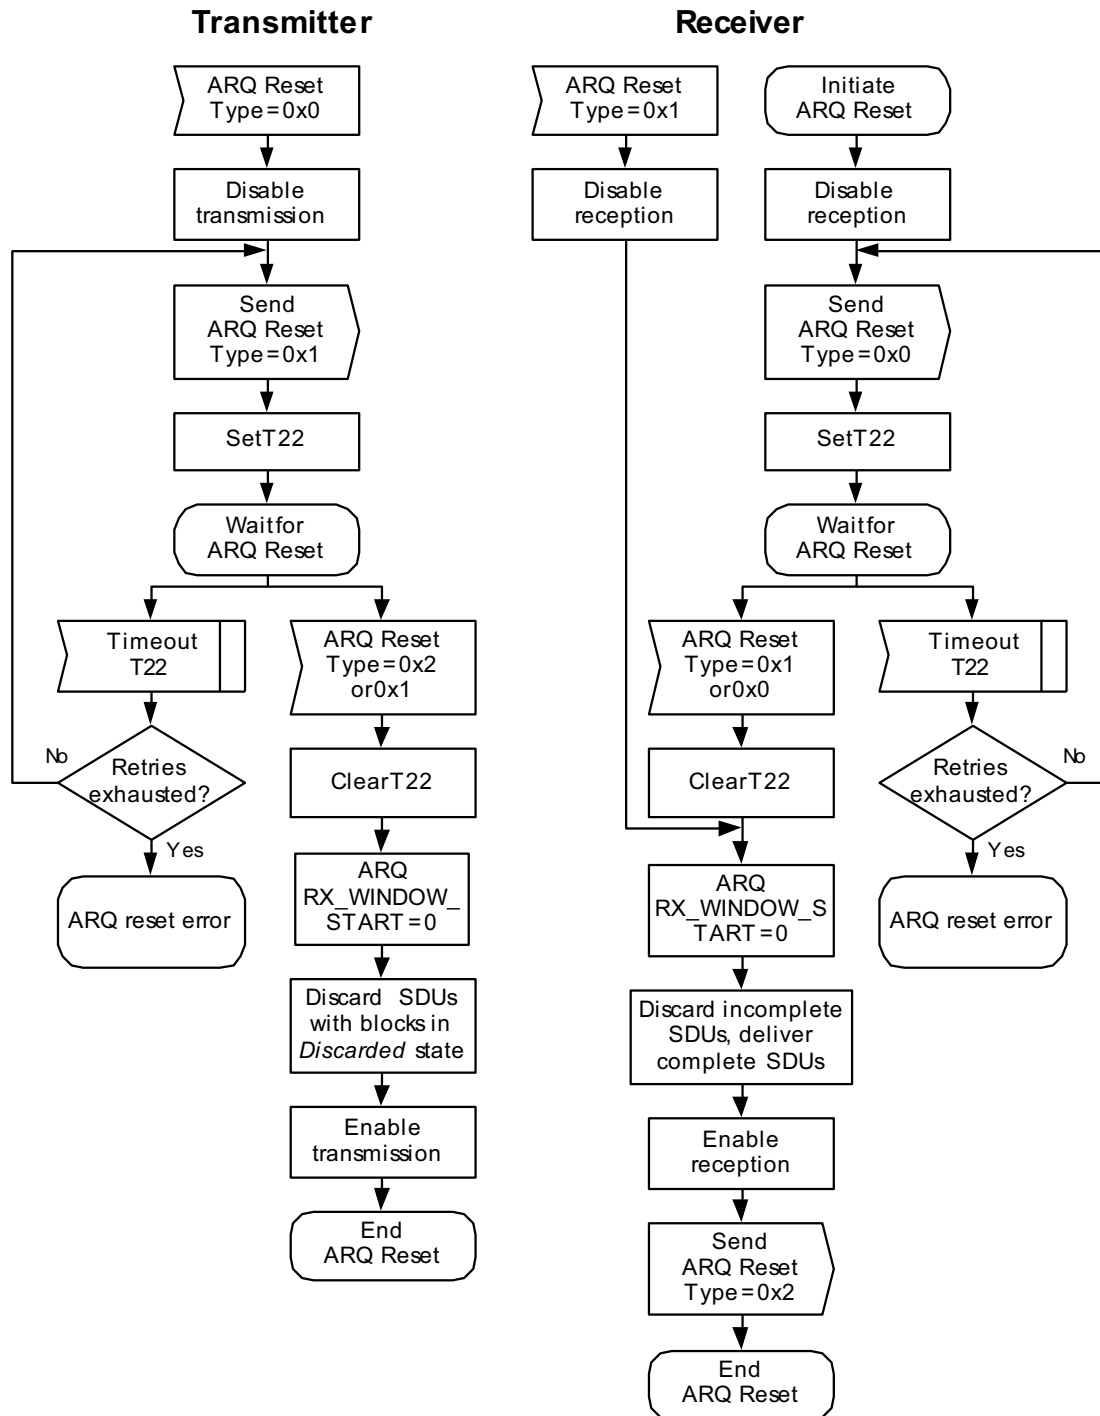 Transmitter
ARQ Reset
Type=0x0
Disable
transmission
Send
ARQ Reset
Type=0x1
SetT22
Waitfor
ARQ Reset
Timeout
T22
ARQ Reset
Type=0x2
or0x1
No
Retries
exhausted?
ClearT22
Yes
ARQ reset error
ARQ
RX_WINDOW_
START=0
Discard SDUs
with blocks in
Discarded state
Enable
transmission
End
ARQ Reset
Receiver
ARQ Reset
Type=0x1
Initiate
ARQ Reset
Disable
reception
Disable
reception
Send
ARQ Reset
Type=0x0
SetT22
Waitfor
ARQ Reset
ARQ Reset
Type=0x1
or0x0
Timeout
T22
ClearT22
Retries
exhausted?
No
Yes
ARQ
RX_WINDOW_S
TART=0
ARQ reset error
Discard incomplete
SDUs, deliver
complete SDUs
Enable
reception
Send
ARQ Reset
Type=0x2
End
ARQ Reset